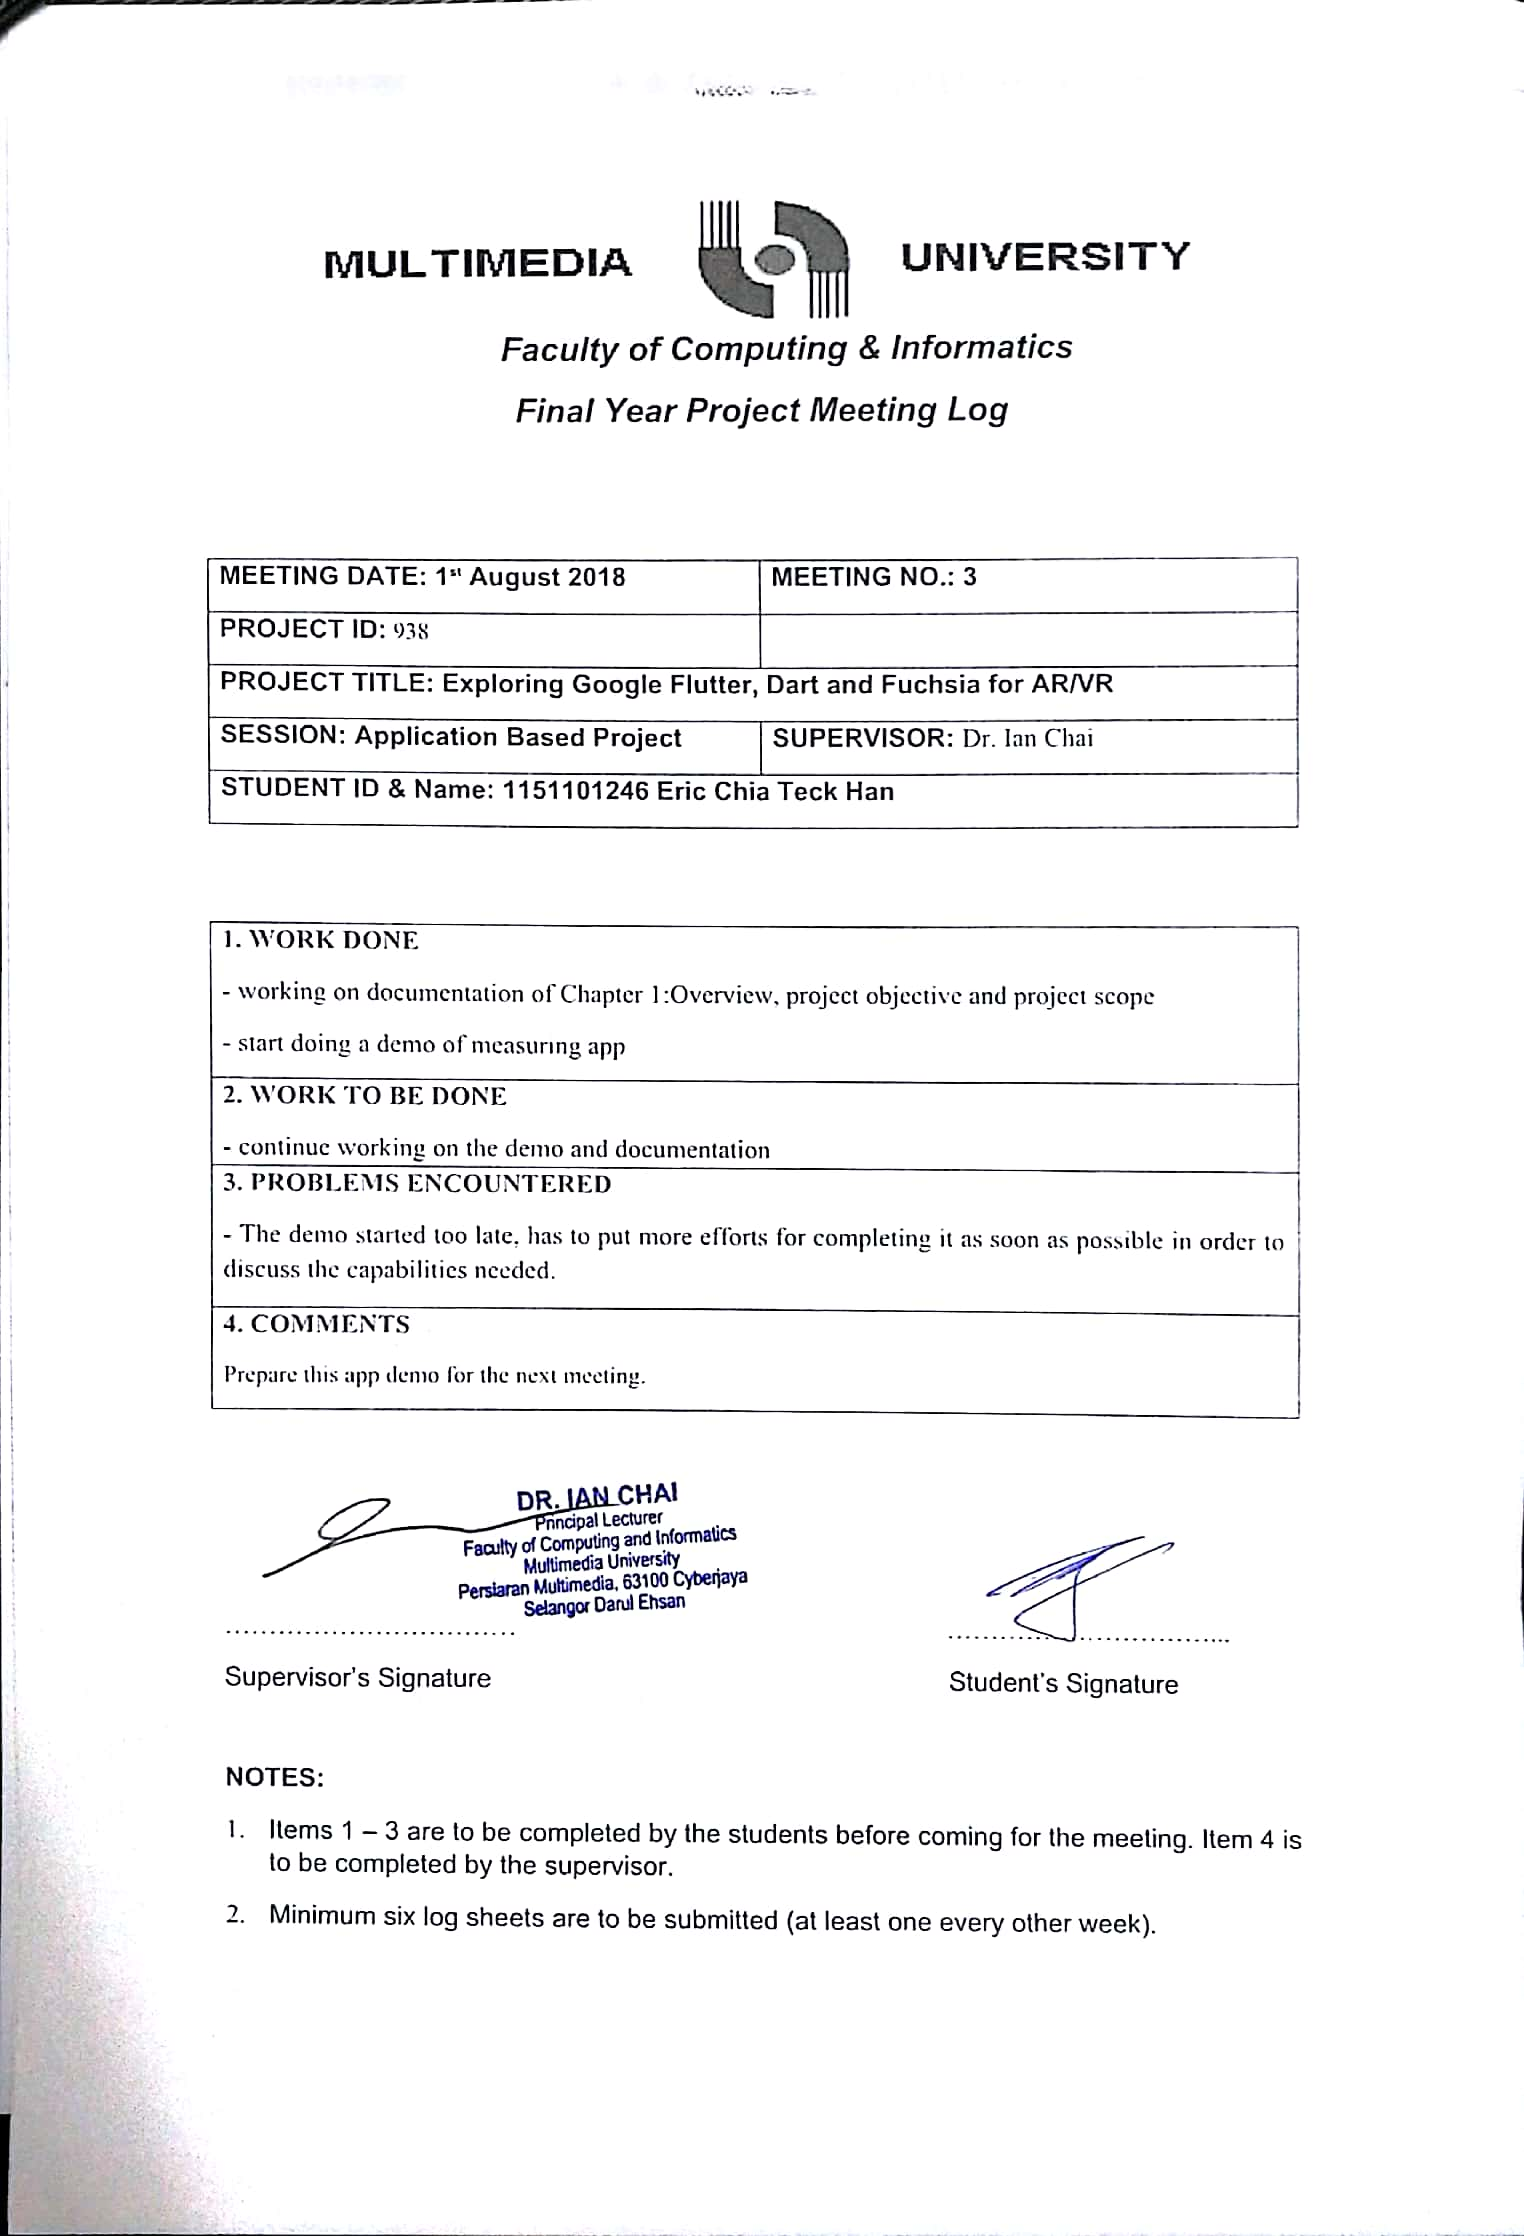 MULTIMEDIA UNIVERSITY
Faculty of Computing & Informatics
Final Year Project Meeting Log
MEETING DATE: 1st August 2018 MEETING NO.: 3
PROJECT ID: 938
PROJECT TITLE: Exploring Google Flutter, Dart and Fuchsia for AR/VR
SESSION: Application Based Project SUPERVISOR: Dr. Ian Chai
STUDENT ID & Name: 1151101246 Eric Chia Teck Han
1. WORK DONE
- working on documentation of Chapter 1:Overview, project objective and project scope
- start doing a demo of measuring app
2. WORK TO BE DONE
- continue working on the demo and documentation
3. PROBLEMS ENCOUNTERED
- The demo started too late, has to put more efforts for completing it as soon as possible in order to
discuss the capabilities needed.
4. COMMENTS
Prepare this app demo for the next meeting.
DR. IAN CHAI
Principal Lecturer
Faculty of Computing and Informatics
Multimedia University
Persiaran Multimedia, 63100 Cyberjaya
Selangor Darul Ehsan
Supervisor's Signature
Student's Signature
NOTES:
1. Items 1 – 3 are to be completed by the students before coming for the meeting. Item 4 is
to be completed by the supervisor.
2. Minimum six log sheets are to be submitted (at least one every other week).